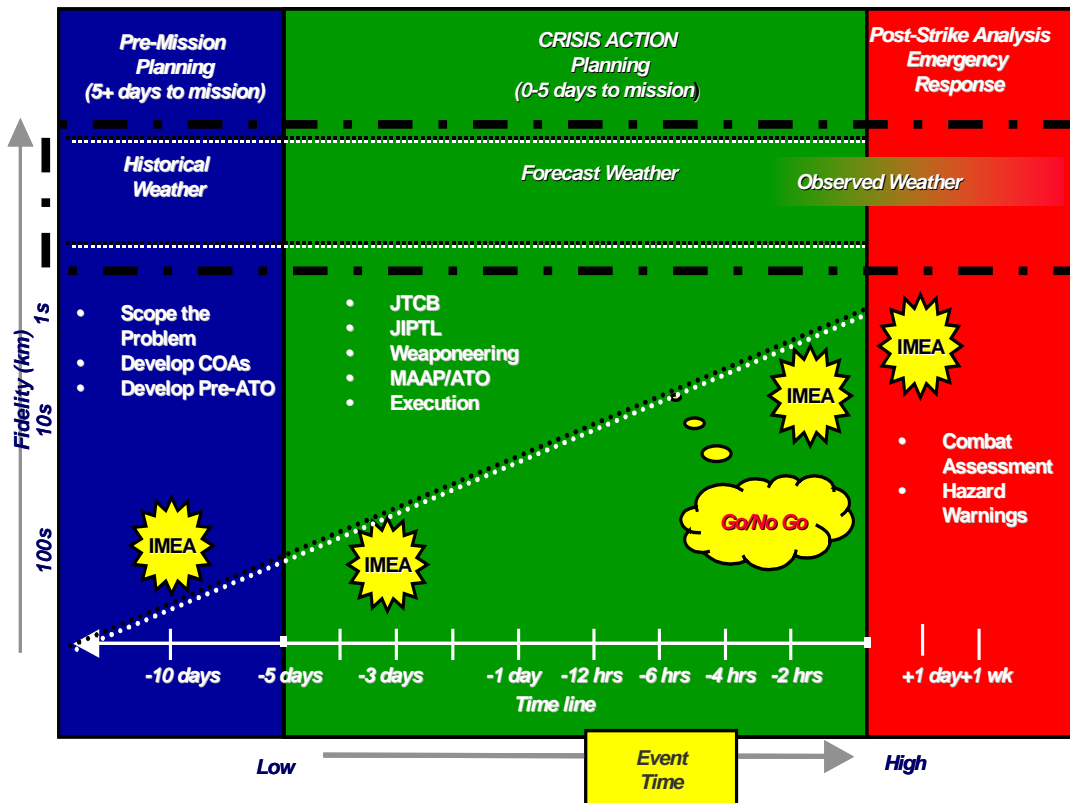 Pre-Mission
Planning
(5+ days to mission)
CRISIS ACTION
Planning
(0-5 days to mission)
Post-Strike Analysis
Emergency
Response
Historical
Weather
Forecast Weather
Observed Weather
Fidelity (km)
1s
10s
100s
• Scope the
Problem
• Develop COAs
• Develop Pre-ATO
• JTCB
• JIPTL
• Weaponeering
• MAAP/ATO
• Execution
IMEA
IMEA
IMEA
IMEA
Go/No Go
• Combat
Assessment
• Hazard
Warnings
-10 days
-5 days
-3 days
-1 day
-12 hrs
-6 hrs
-4 hrs
-2 hrs
+1 day
+1 wk
Time line
Low
Event
Time
High